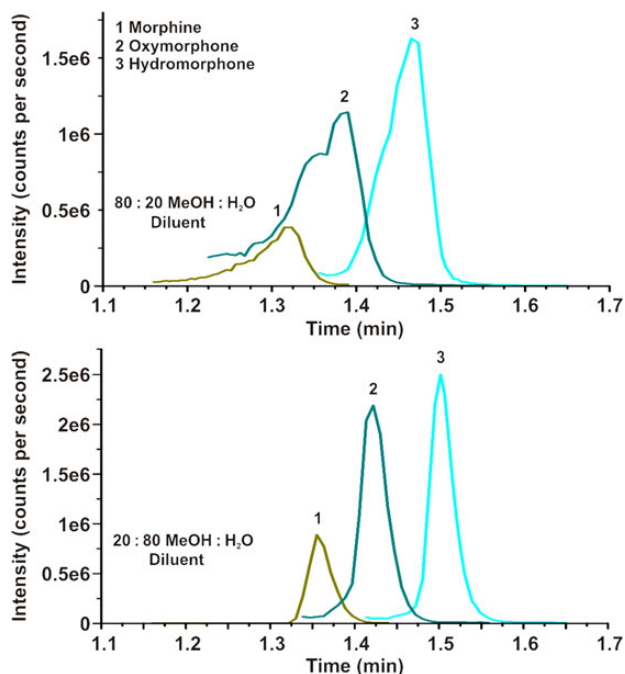 1 Morphine
2 Oxymorphone
3 Hydromorphone
Intensity (counts per second)
1.5e6
1e6
0.5e6
0
80 : 20 MeOH : H₂O
Diluent
1
2
3
1.1 1.2 1.3 1.4 1.5 1.6 1.7
Time (min)
Intensity (counts per second)
2.5e6
2e6
1.5e6
1e6
0.5e6
0
20 : 80 MeOH : H₂O
Diluent
1
2
3
1.1 1.2 1.3 1.4 1.5 1.6 1.7
Time (min)